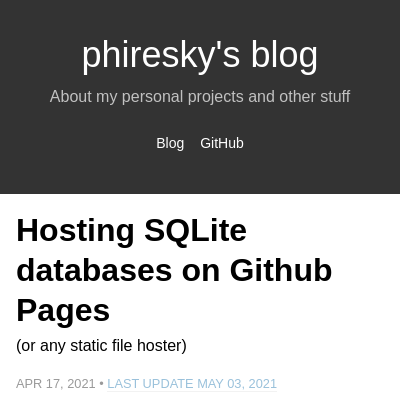 phiresky's blog
About my personal projects and other stuff
Blog GitHub
Hosting SQLite
databases on Github
Pages
(or any static file hoster)
APR 17, 2021 • LAST UPDATE MAY 03, 2021